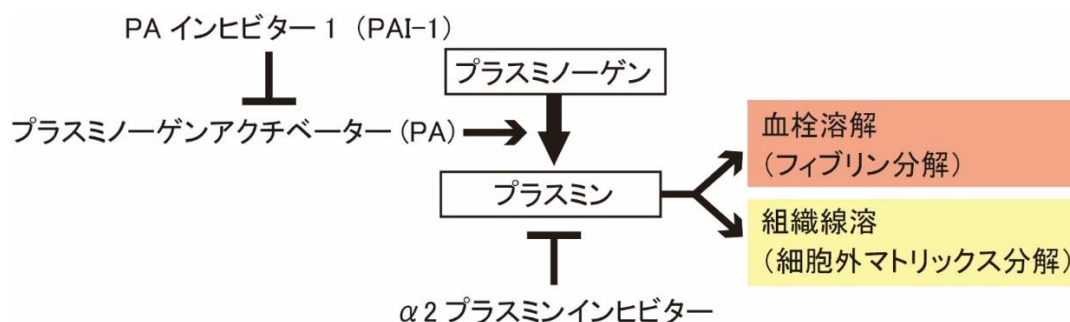 PA インヒビター 1 （PAI-1）
プラスミノーゲン
プラスミノーゲンアクチベーター (PA)
プラスミン
血栓溶解
（フィブリン分解）
組織線溶
（細胞外マトリックス分解）
α2 プラスミンインヒビター